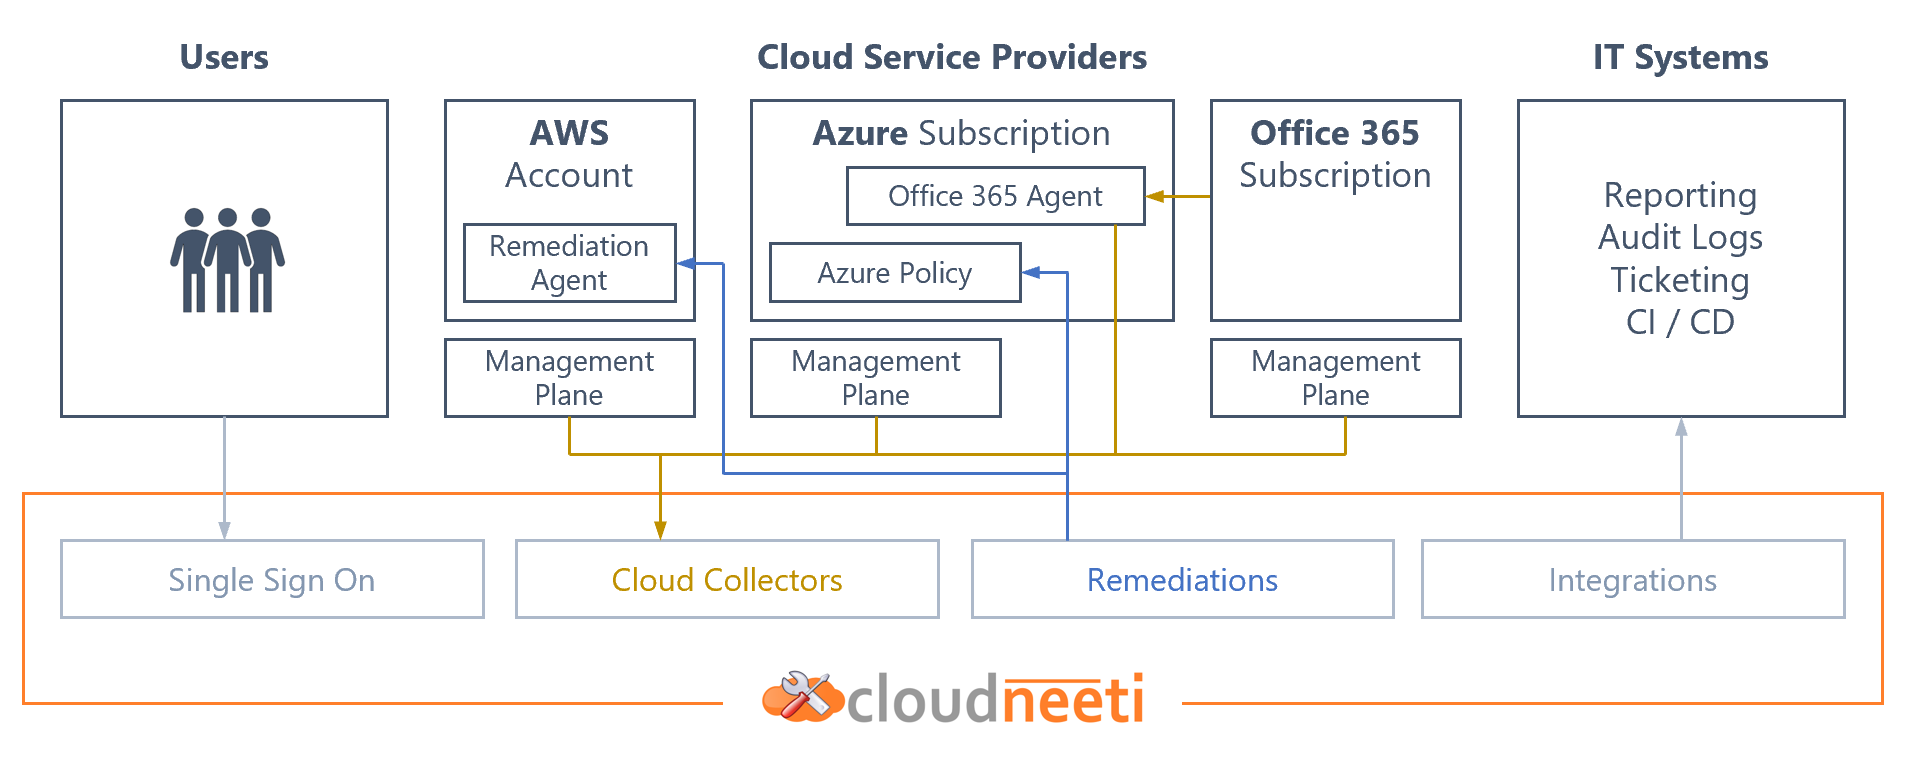 Users
Cloud Service Providers
IT Systems
AWS
Account
Remediation
Agent
Management
Plane
Azure Subscription
Office 365 Agent
Azure Policy
Management
Plane
Office 365
Subscription
Management
Plane
Reporting
Audit Logs
Ticketing
CI / CD
Single Sign On
Cloud Collectors
Remediations
Integrations
cloudneeti